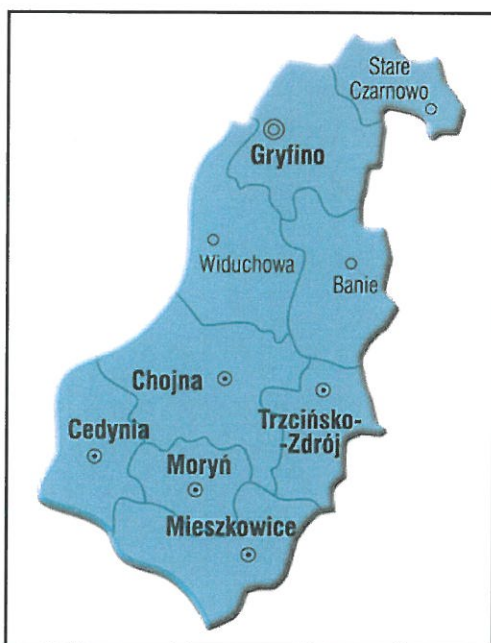 Stare
Czarnowo
Gryfino
Widuchowa
Banie
Chojna
Trzcińsko-
-Zdrój
Cedynia
Moryń
Mieszkowice